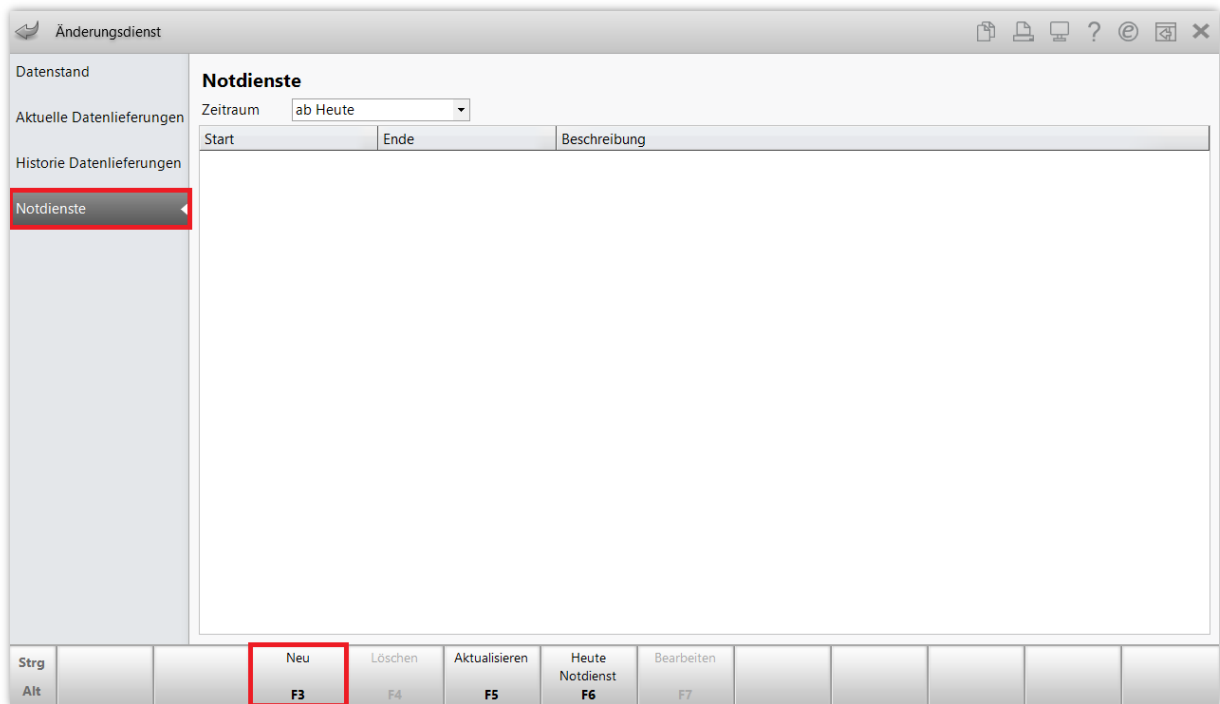 Änderungsdienst ? e
Datenstand
Aktuelle Datenlieferungen
Historie Datenlieferungen
Notdienste
Notdienste
Zeitraum ab Heute
Start Ende Beschreibung
Strg
Alt
Neu
F3
Löschen
F4
Aktualisieren
F5
Heute
Notdienst
F6
Bearbeiten
F7